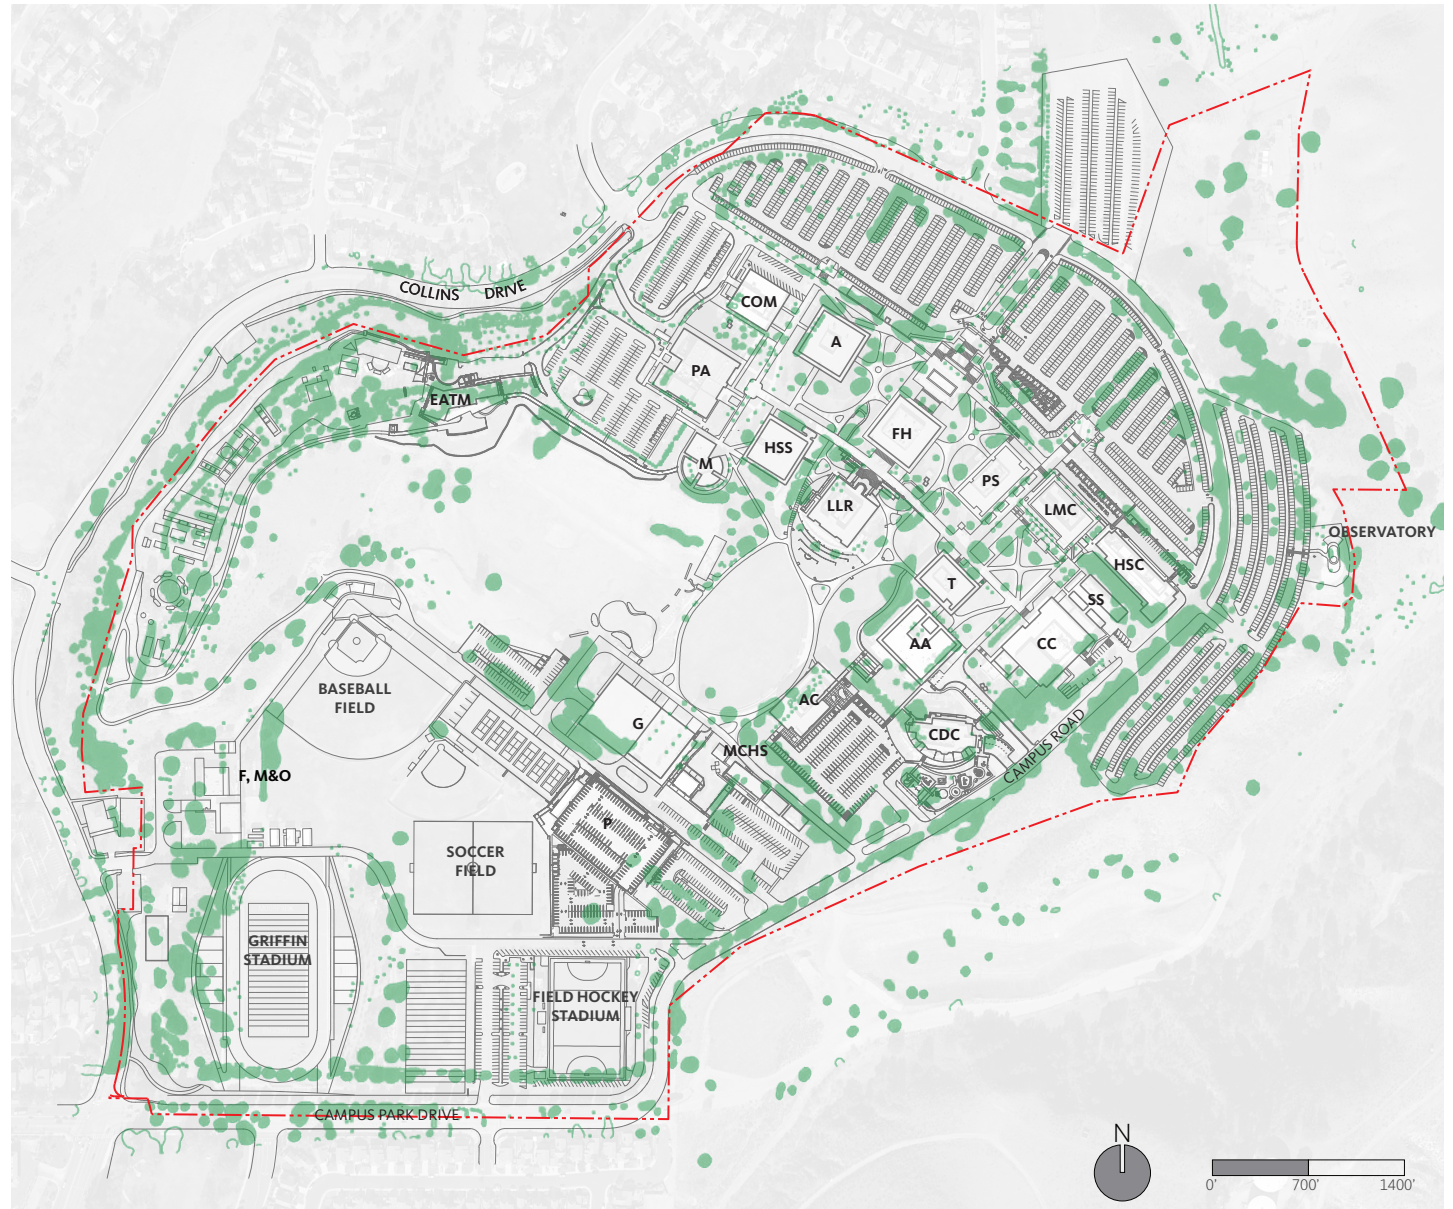 COLLINS DRIVE
COM
A
PA
EATM
FH
HSS
M
PS
LLR
LMC
OBSERVATORY
HSC
T
SS
AA
CC
BASEBALL
FIELD
AC
G
CDC
MCHS
CAMPUS ROAD
F, M&O
P
SOCCER
FIELD
GRIFFIN
STADIUM
FIELD HOCKEY
STADIUM
CAMPUS PARK DRIVE
N
0' 700' 1400'